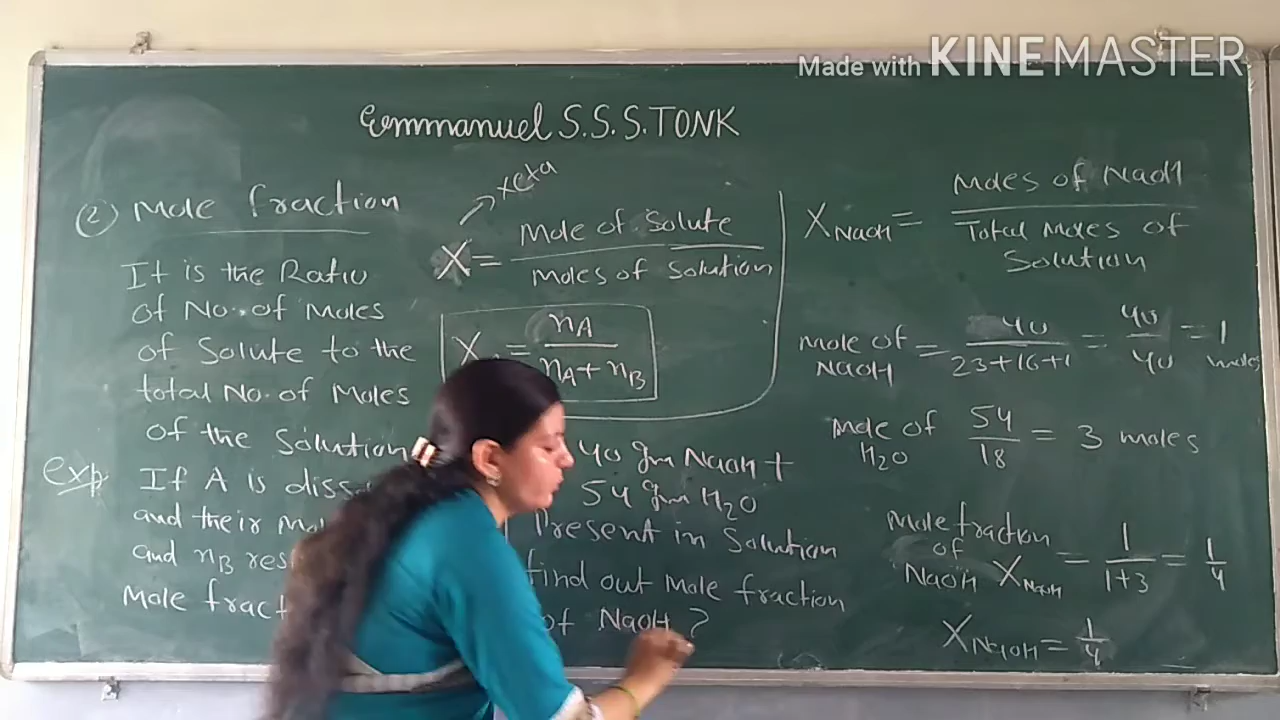 Made with KINEMASTER
Emmanuel S.S.S.TONK
② Mole fraction
It is the Ratio
of No. of Moles
of Solute to the
total No. of Moles
of the Solution
exp If A is
and their
and nB
Mole
xexa
X = Mole of Solute / Moles of Solution
X = nA / nA + nB
40 gm NaOH +
54 gm H2O
Present in Solution
find out Mole fraction
of NaOH ?
XNaOH = Moles of NaOH / Total Moles of
Solution
Mole of NaOH = 40 / 23+16+1 = 40 / 40 = 1 moles
Mole of H2O 54 / 18 = 3 moles
Mole fraction
of
NaOH XNaOH = 1 / 1+3 = 1 / 4
XNaOH = 1 / 4